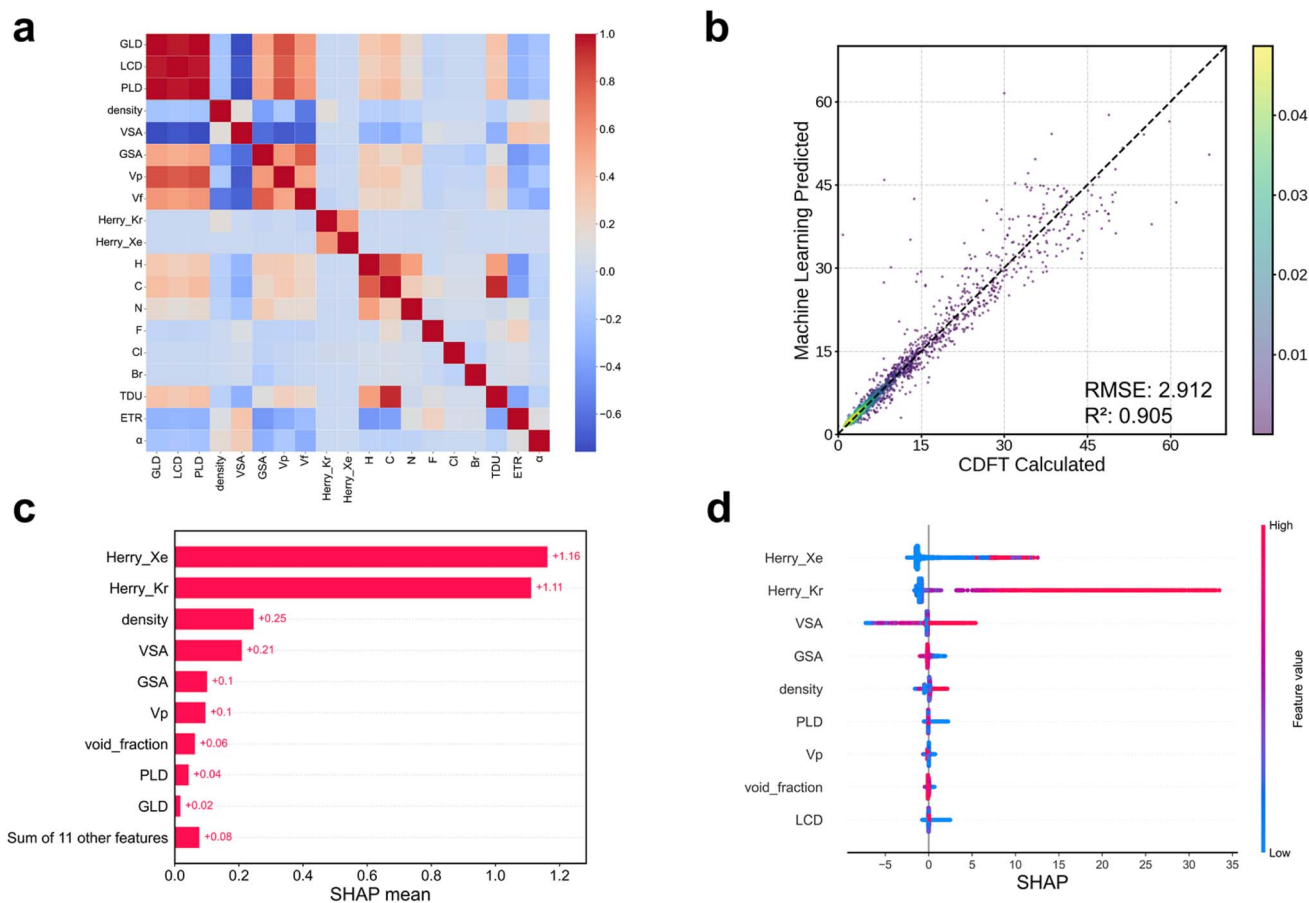 a
GLD
LCD
PLD
density
VSA
GSA
Vp
Vf
Herry_Kr
Herry_Xe
H
C
N
F
Cl
Br
TDU
ETR
α
GLD
LCD
PLD
density
VSA
GSA
Vp
Vf
Herry_Kr
Herry_Xe
H
C
N
F
Cl
Br
TDU
ETR
α
1.0
0.8
0.6
0.4
0.2
0.0
−0.2
−0.4
−0.6
b
Machine Learning Predicted
60
45
30
15
0
0
15
30
45
60
CDFT Calculated
RMSE: 2.912
R²: 0.905
0.04
0.03
0.02
0.01
c
Herry_Xe
+1.16
Herry_Kr
+1.11
density
+0.25
VSA
+0.21
GSA
+0.1
Vp
+0.1
void_fraction
+0.06
PLD
+0.04
GLD
+0.02
Sum of 11 other features
+0.08
0.0
0.2
0.4
0.6
0.8
1.0
1.2
SHAP mean
d
Herry_Xe
Herry_Kr
VSA
GSA
density
PLD
Vp
void_fraction
LCD
−5
0
5
10
15
20
25
30
35
SHAP
High
Feature value
Low